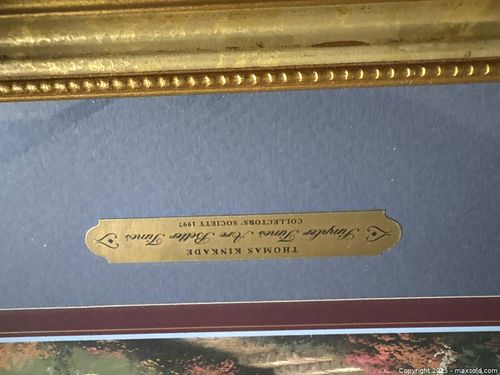 THOMAS KINKADE
Simpler Times Are Better Times
COLLECTORS' SOCIETY 1997
Copyright 2025 - maxsold.com